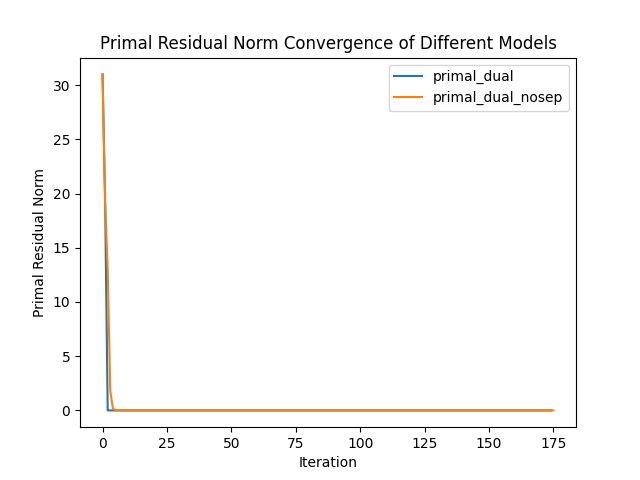 Primal Residual Norm Convergence of Different Models
primal_dual
primal_dual_nosep
Primal Residual Norm
30
25
20
15
10
5
0
0 25 50 75 100 125 150 175
Iteration